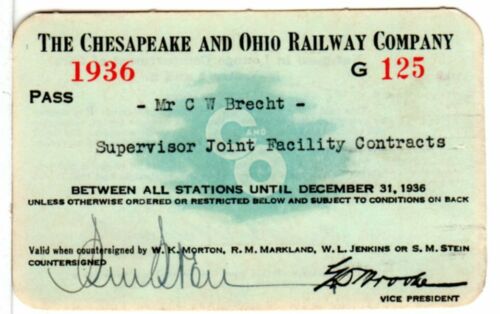 THE CHESAPEAKE AND OHIO RAILWAY COMPANY
1936 G 125
PASS
- Mr C W Brecht -
Supervisor Joint Facility Contracts
C AND O
BETWEEN ALL STATIONS UNTIL DECEMBER 31, 1936
UNLESS OTHERWISE ORDERED OR RESTRICTED BELOW AND SUBJECT TO CONDITIONS ON BACK
Valid when countersigned by W. K. MORTON, R. M. MARKLAND, W. L. JENKINS OR S. M. STEIN
COUNTERSIGNED
VICE PRESIDENT